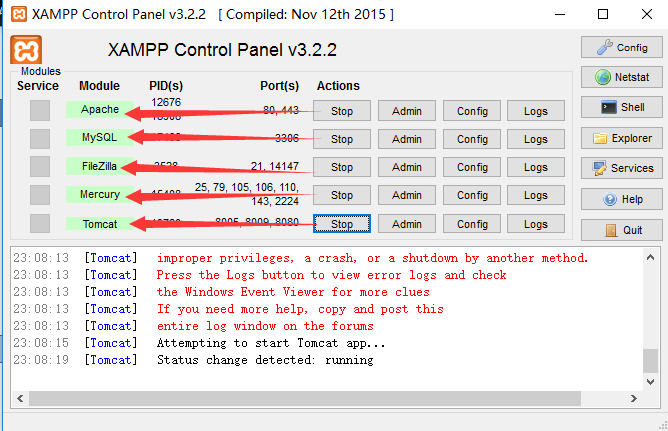 XAMPP Control Panel v3.2.2 [ Compiled: Nov 12th 2015 ]
XAMPP Control Panel v3.2.2
Config
Modules
Service Module PID(s) Port(s) Actions
Netstat
Apache 12676 80, 443 Stop Admin Config Logs
Shell
MySQL 3306 Stop Admin Config Logs
Explorer
FileZilla 21, 14147 Stop Admin Config Logs
Services
Mercury 25, 79, 105, 106, 110, Stop Admin Config Logs
143, 2224
Help
Tomcat 8005, 8009, 8080 Stop Admin Config Logs
Quit
23:08:13 [Tomcat] improper privileges, a crash, or a shutdown by another method.
23:08:13 [Tomcat] Press the Logs button to view error logs and check
23:08:13 [Tomcat] the Windows Event Viewer for more clues
23:08:13 [Tomcat] If you need more help, copy and post this
23:08:13 [Tomcat] entire log window on the forums
23:08:15 [Tomcat] Attempting to start Tomcat app...
23:08:19 [Tomcat] Status change detected: running